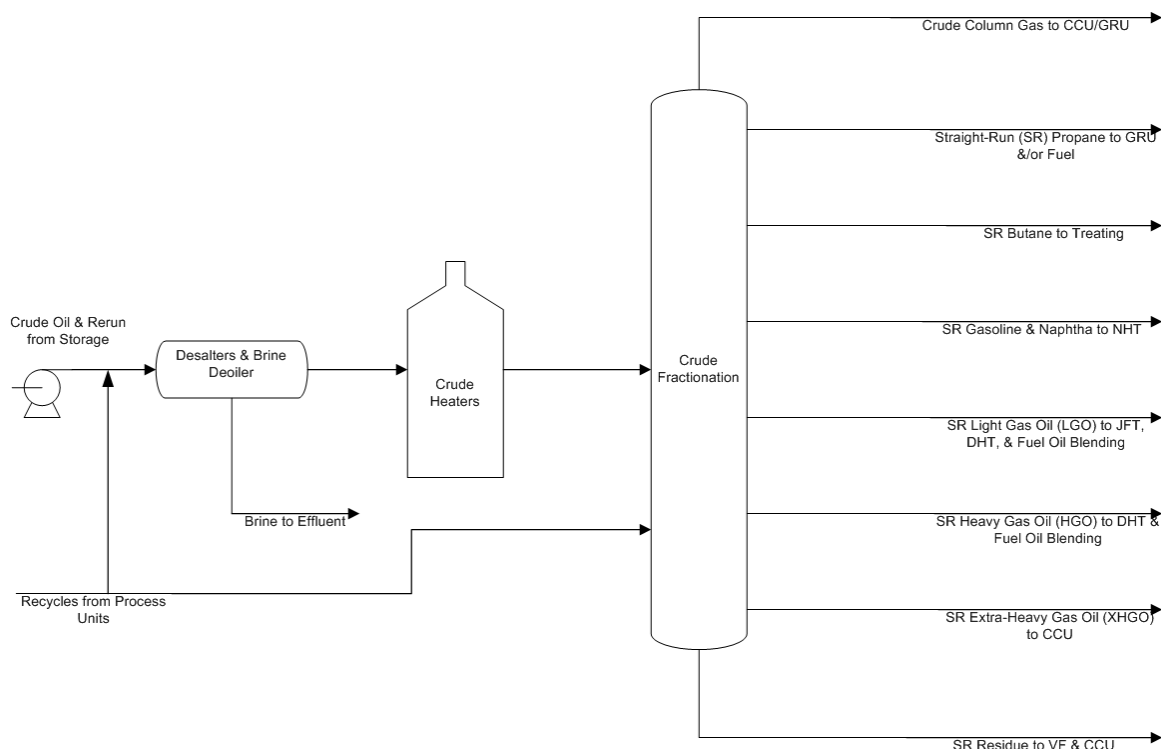 Crude Column Gas to CCU/GRU
Straight-Run (SR) Propane to GRU
&/or Fuel
SR Butane to Treating
SR Gasoline & Naphtha to NHT
Crude Oil & Rerun
from Storage
Desalters & Brine
Deoiler
Crude
Heaters
Crude
Fractionation
SR Light Gas Oil (LGO) to JFT,
DHT, & Fuel Oil Blending
Brine to Effluent
SR Heavy Gas Oil (HGO) to DHT &
Fuel Oil Blending
Recycles from Process
Units
SR Extra-Heavy Gas Oil (XHGO)
to CCU
SR Residue to VF & CCU